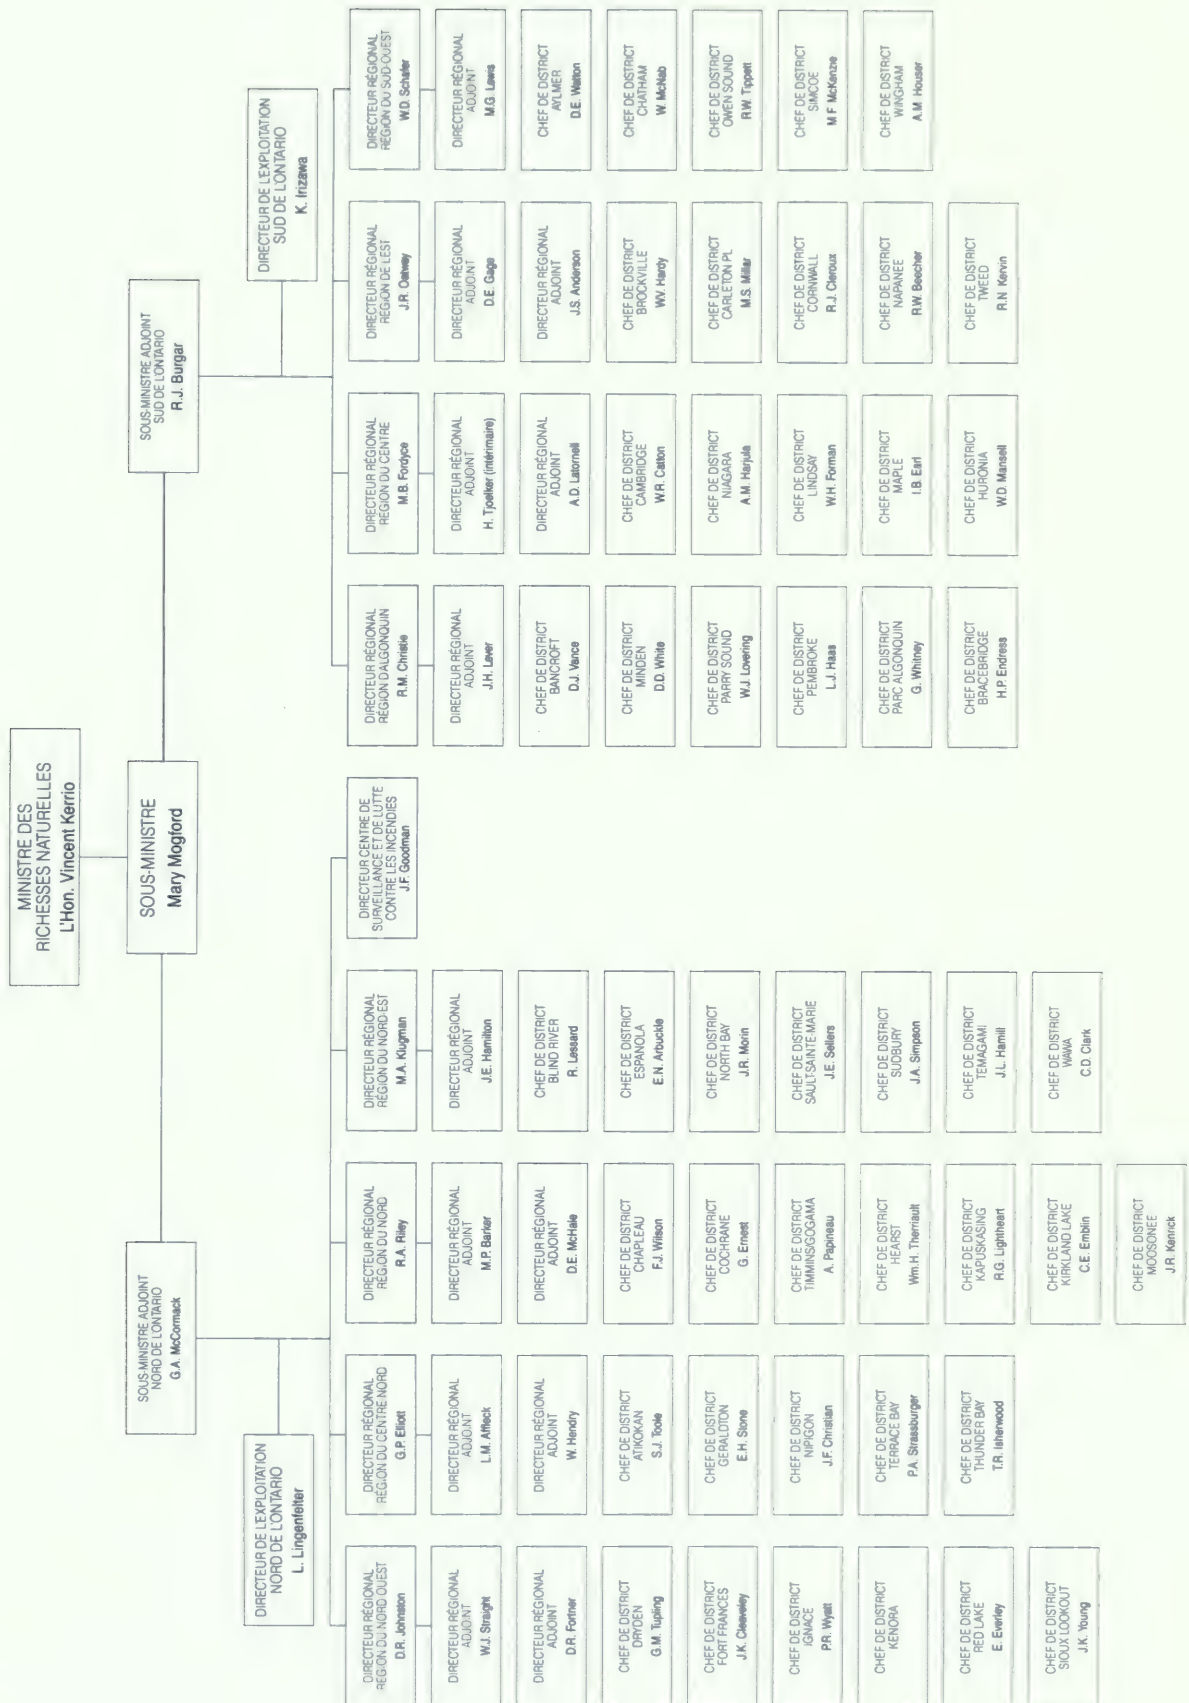 MINISTRE DES
RICHESSES NATURELLES
L'Hon. Vincent Kerrio
SOUS-MINISTRE
Mary Mogford
SOUS-MINISTRE ADJOINT
NORD DE L'ONTARIO
G.A. McCormack
SOUS-MINISTRE ADJOINT
SUD DE L'ONTARIO
R.J. Burgar
DIRECTEUR DE L'EXPLOITATION
NORD DE L'ONTARIO
L. Lingenfelter
DIRECTEUR DE L'EXPLOITATION
SUD DE L'ONTARIO
K. Irizawa
DIRECTEUR RÉGIONAL
RÉGION DU NORD OUEST
D.R. Johnston
DIRECTEUR RÉGIONAL
ADJOINT
W.J. Straight
DIRECTEUR RÉGIONAL
ADJOINT
D.R. Fortner
CHEF DE DISTRICT
DRYDEN
G.M. Tupling
CHEF DE DISTRICT
FORT FRANCES
J.K. Cleaveley
CHEF DE DISTRICT
IGNACE
P.R. Wyatt
CHEF DE DISTRICT
KENORA
CHEF DE DISTRICT
RED LAKE
E. Everley
CHEF DE DISTRICT
SIOUX LOOKOUT
J.K. Young
DIRECTEUR RÉGIONAL
RÉGION DU CENTRE NORD
G.P. Elliott
DIRECTEUR RÉGIONAL
ADJOINT
L.M. Affleck
DIRECTEUR RÉGIONAL
ADJOINT
W. Hendry
CHEF DE DISTRICT
ATIKOKAN
S.J. Toole
CHEF DE DISTRICT
GERALDTON
E.H. Stone
CHEF DE DISTRICT
NIPIGON
J.F. Christian
CHEF DE DISTRICT
TERRACE BAY
P.A. Strassburger
CHEF DE DISTRICT
THUNDER BAY
T.R. Isherwood
DIRECTEUR RÉGIONAL
RÉGION DU NORD
R.A. Riley
DIRECTEUR RÉGIONAL
ADJOINT
M.P. Barker
DIRECTEUR RÉGIONAL
ADJOINT
D.E. McHale
CHEF DE DISTRICT
CHAPLEAU
F.J. Wilson
CHEF DE DISTRICT
COCHRANE
G. Ernest
CHEF DE DISTRICT
TIMMINS/GOGAMA
A. Papineau
CHEF DE DISTRICT
HEARST
Wm.H. Therriault
CHEF DE DISTRICT
KAPUSKASING
R.G. Lightheart
CHEF DE DISTRICT
KIRKLAND LAKE
C.E. Emblin
CHEF DE DISTRICT
MOOSONEE
J.R. Kenrick
DIRECTEUR RÉGIONAL
RÉGION DU NORD-EST
M.A. Klugman
DIRECTEUR RÉGIONAL
ADJOINT
J.E. Hamilton
CHEF DE DISTRICT
BLIND RIVER
R. Lessard
CHEF DE DISTRICT
ESPANOLA
E.N. Arbuckle
CHEF DE DISTRICT
NORTH BAY
J.R. Morin
CHEF DE DISTRICT
SAULT-SAINTE-MARIE
J.E. Sellers
CHEF DE DISTRICT
SUDBURY
J.A. Simpson
CHEF DE DISTRICT
TEMAGAMI
J.L. Hamill
CHEF DE DISTRICT
WAWA
C.D. Clark
DIRECTEUR CENTRE DE
SURVEILLANCE ET DE LUTTE
CONTRE LES INCENDIES
J.F. Goodman
DIRECTEUR RÉGIONAL
RÉGION D'ALGONQUIN
R.M. Christie
DIRECTEUR RÉGIONAL
ADJOINT
J.H. Laver
CHEF DE DISTRICT
BANCROFT
D.J. Vance
CHEF DE DISTRICT
MINDEN
D.D. White
CHEF DE DISTRICT
PARRY SOUND
W.J. Lovering
CHEF DE DISTRICT
PEMBROKE
L.J. Haas
CHEF DE DISTRICT
PARC ALGONQUIN
G. Whitney
CHEF DE DISTRICT
BRACEBRIDGE
H.P. Endress
DIRECTEUR RÉGIONAL
RÉGION DU CENTRE
M.B. Fordyce
DIRECTEUR RÉGIONAL
ADJOINT
H. Tjoelker (intérimaire)
DIRECTEUR RÉGIONAL
ADJOINT
A.D. Latornell
CHEF DE DISTRICT
CAMBRIDGE
W.R. Catton
CHEF DE DISTRICT
NIAGARA
A.M. Harjula
CHEF DE DISTRICT
LINDSAY
W.H. Forman
CHEF DE DISTRICT
MAPLE
I.B. Earl
CHEF DE DISTRICT
HURONIA
W.D. Mansell
DIRECTEUR RÉGIONAL
RÉGION DE L'EST
J.R. Oatway
DIRECTEUR RÉGIONAL
ADJOINT
D.E. Gage
DIRECTEUR RÉGIONAL
ADJOINT
J.S. Anderson
CHEF DE DISTRICT
BROCKVILLE
W.V. Hardy
CHEF DE DISTRICT
CARLETON PL
M.S. Millar
CHEF DE DISTRICT
CORNWALL
R.J. Cleroux
CHEF DE DISTRICT
NAPANEE
R.W. Beecher
CHEF DE DISTRICT
TWEED
R.N. Kervin
DIRECTEUR RÉGIONAL
RÉGION DU SUD-OUEST
W.D. Schafer
DIRECTEUR RÉGIONAL
ADJOINT
M.G. Lewis
CHEF DE DISTRICT
AYLMER
D.E. Walton
CHEF DE DISTRICT
CHATHAM
W. McNab
CHEF DE DISTRICT
OWEN SOUND
R.W. Tippett
CHEF DE DISTRICT
SIMCOE
M.F. McKenzie
CHEF DE DISTRICT
WINGHAM
A.M. Houser